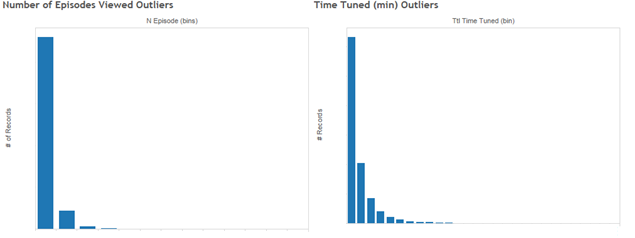 Number of Episodes Viewed Outliers
N Episode (bins)
# of Records
Time Tuned (min) Outliers
Ttl Time Tuned (bin)
# Records